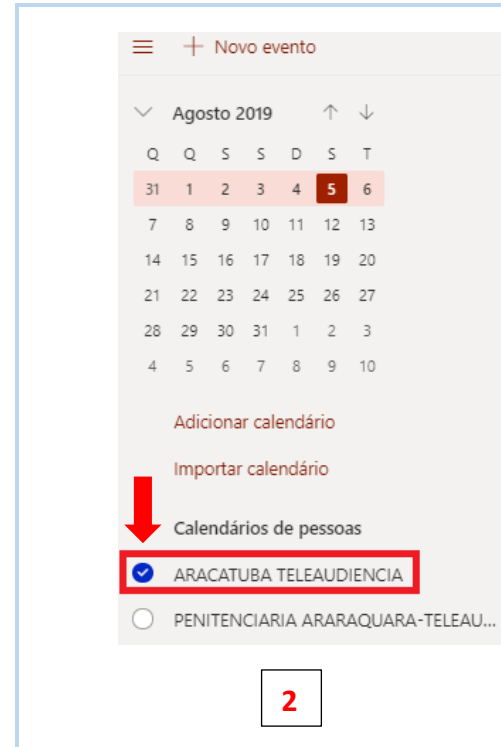 Novo evento
Agosto 2019
Q Q S S D S T
31 1 2 3 4 5 6
7 8 9 10 11 12 13
14 15 16 17 18 19 20
21 22 23 24 25 26 27
28 29 30 31 1 2 3
4 5 6 7 8 9 10
Adicionar calendário
Importar calendário
Calendários de pessoas
ARACATUBA TELEAUDIENCIA
PENITENCIARIA ARARAQUARA-TELEAU...
2